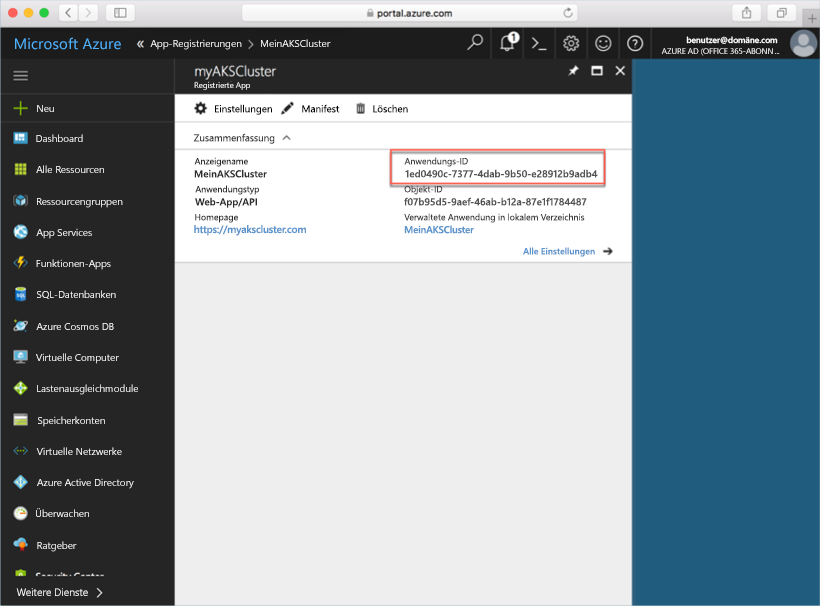 portal.azure.com
Microsoft Azure « App-Registrierungen > MeinAKSCluster
1
benutzer@domäne.com
AZURE AD (OFFICE 365-ABONN ...
myAKSCluster
Registrierte App
Neu
Dashboard
Alle Ressourcen
Ressourcengruppen
App Services
Funktionen-Apps
SQL-Datenbanken
Azure Cosmos DB
Virtuelle Computer
Lastenausgleichmodule
Speicherkonten
Virtuelle Netzwerke
Azure Active Directory
Überwachen
Ratgeber
Security Center
Weitere Dienste >
Einstellungen Manifest Löschen
Zusammenfassung
Anzeigename
MeinAKSCluster
Anwendungstyp
Web-App/API
Homepage
https://myakscluster.com
Anwendungs-ID
1ed0490c-7377-4dab-9b50-e28912b9adb4
Objekt-ID
f07b95d5-9aef-46ab-b12a-87e1f1784487
Verwaltete Anwendung in lokalem Verzeichnis
MeinAKSCluster
Alle Einstellungen →